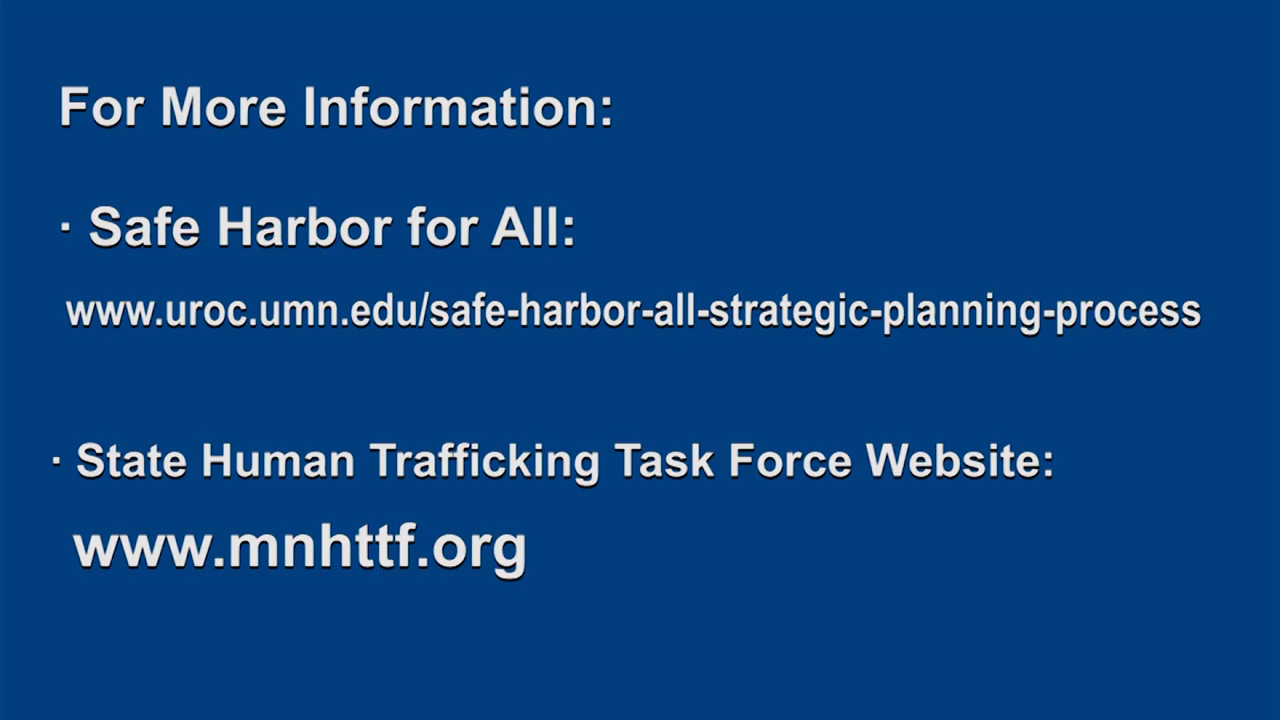 For More Information:
· Safe Harbor for All:
www.uroc.umn.edu/safe-harbor-all-strategic-planning-process
· State Human Trafficking Task Force Website:
www.mnhttf.org